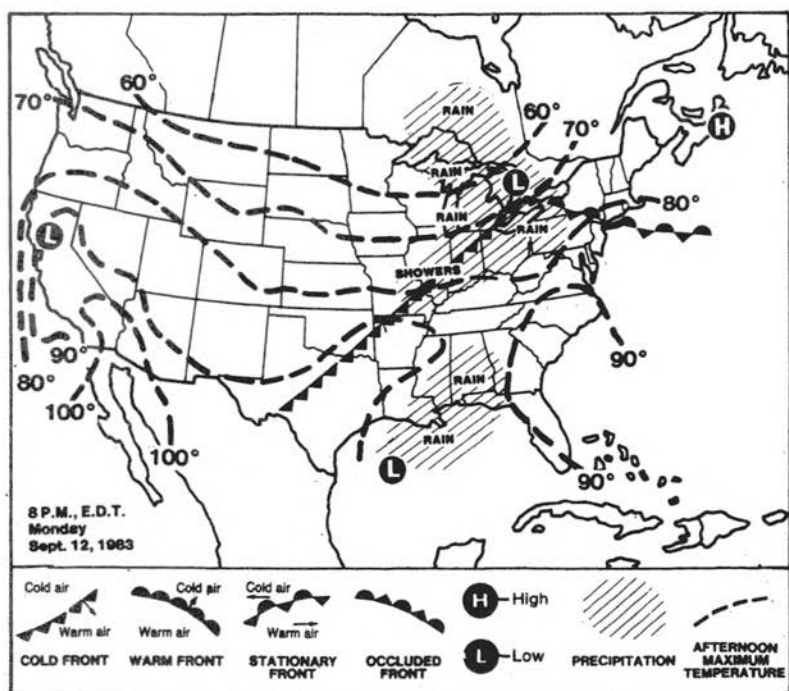 60°
70°
RAIN
60°
70°
H
RAIN
L
RAIN
80°
RAIN
L
SHOWERS
90°
80°
100°
90°
RAIN
100°
RAIN
L
90°
8 P.M., E.D.T.
Monday
Sept. 12, 1983
Cold air
Warm air
COLD FRONT
Cold air
Warm air
WARM FRONT
Cold air
Warm air
STATIONARY
FRONT
OCCLUDED
FRONT
H High
L Low
PRECIPITATION
AFTERNOON
MAXIMUM
TEMPERATURE